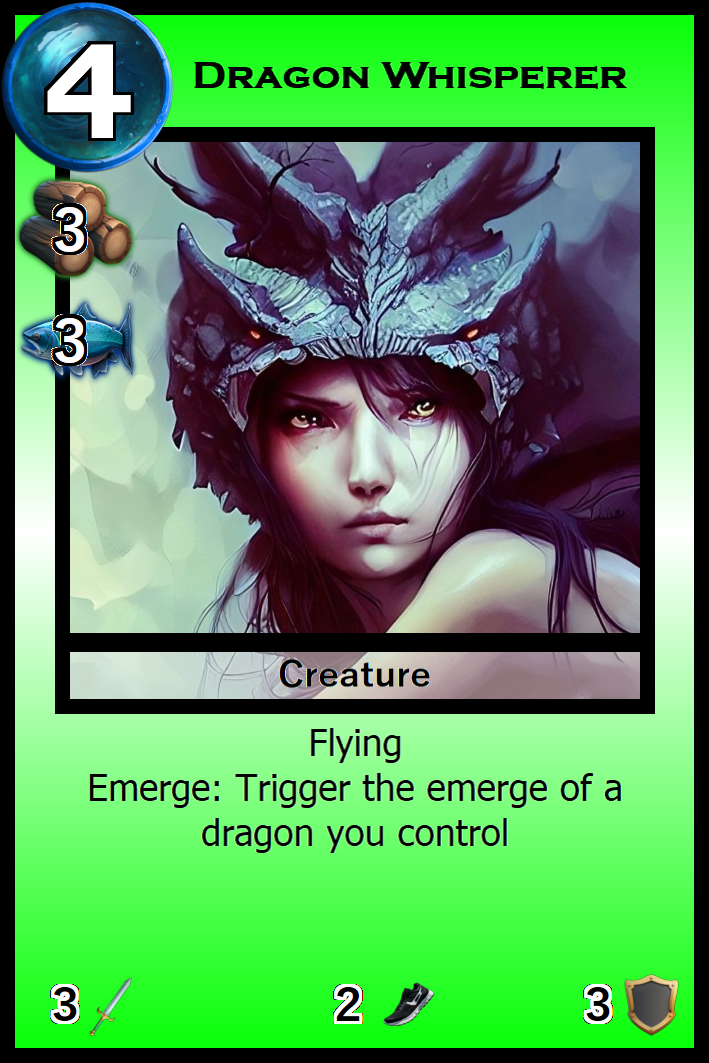 4
Dragon Whisperer
3
3
Creature
Flying
Emerge: Trigger the emerge of a
dragon you control
3
2
3